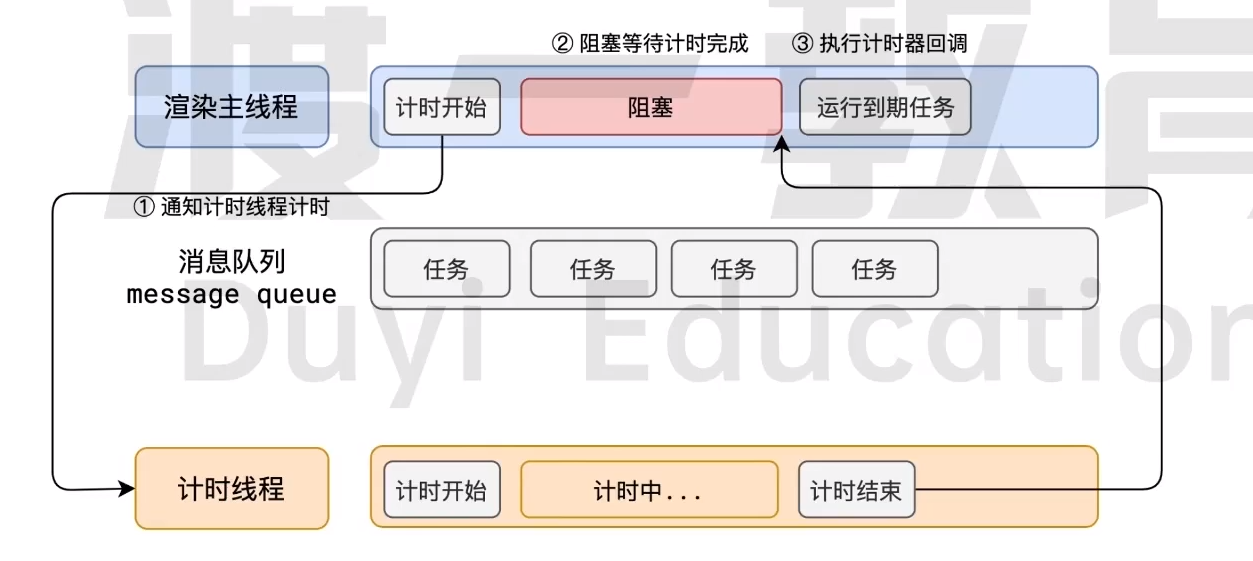 ② 阻塞等待计时完成
③ 执行计时器回调
渲染主线程
计时开始
阻塞
运行到期任务
① 通知计时线程计时
消息队列
message queue
任务
任务
任务
任务
计时线程
计时开始
计时中...
计时结束
渡一教育
Duyi Education